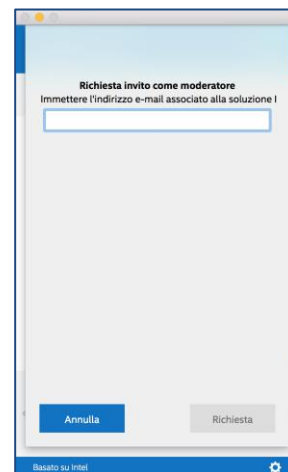 Richiesta invito come moderatore
Immettere l'indirizzo e-mail associato alla soluzione I
Annulla
Richiesta
Basato su Intel